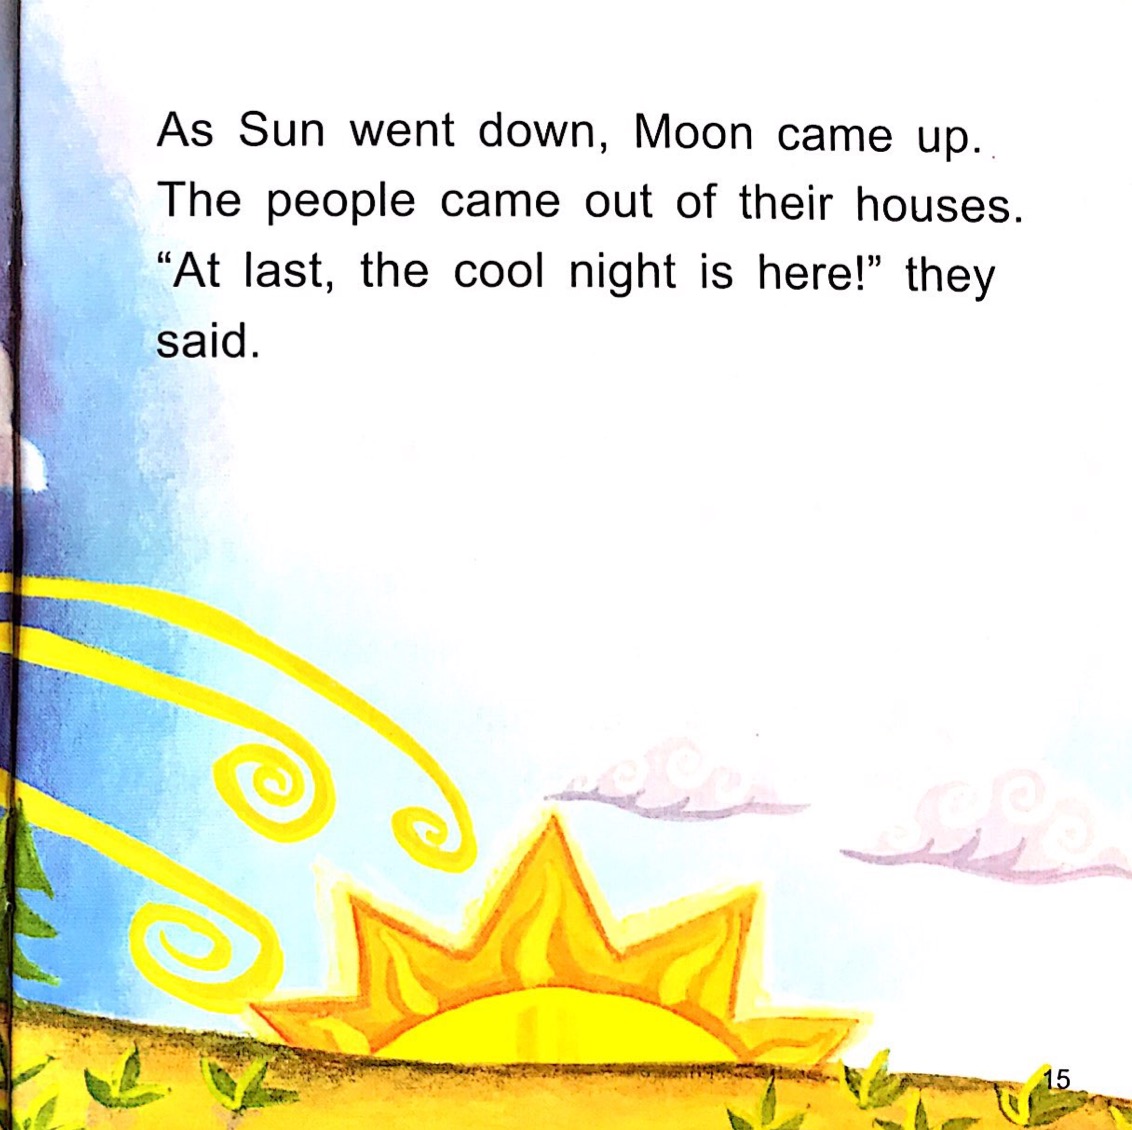 As Sun went down, Moon came up.
The people came out of their houses.
“At last, the cool night is here!” they
said.
15